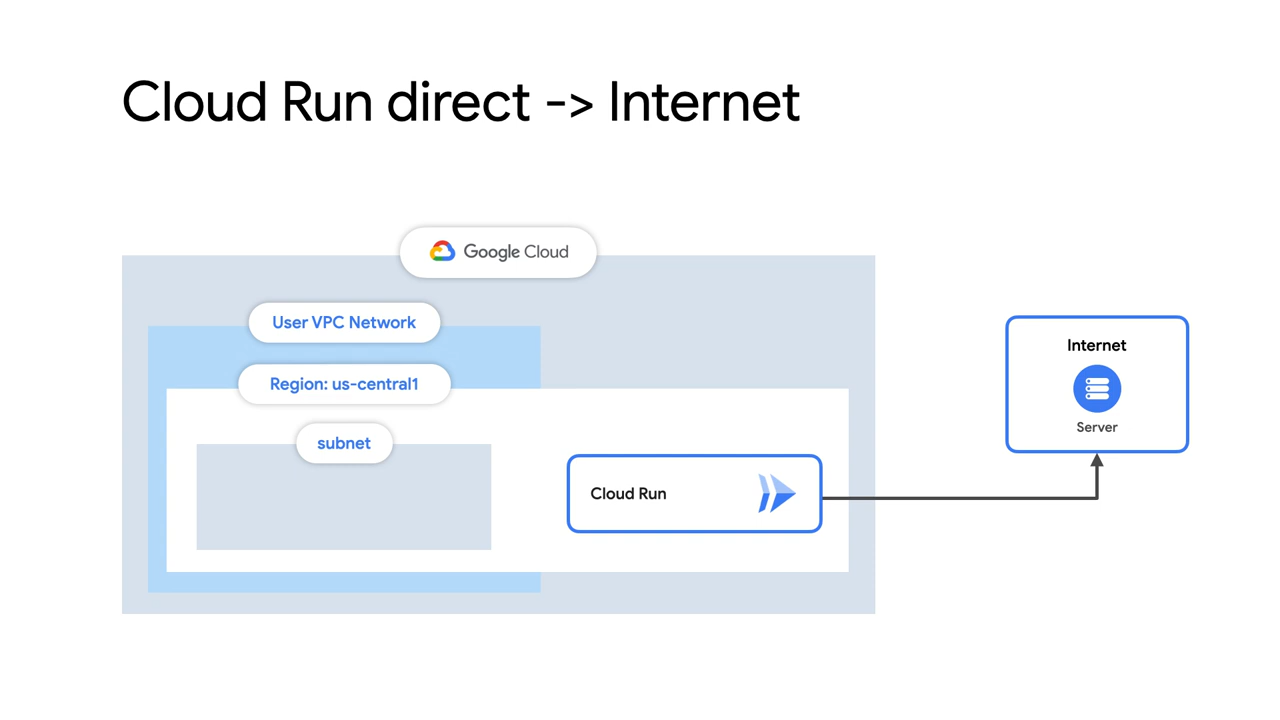 Cloud Run direct -> Internet
Google Cloud
User VPC Network
Region: us-central1
subnet
Cloud Run
Internet
Server